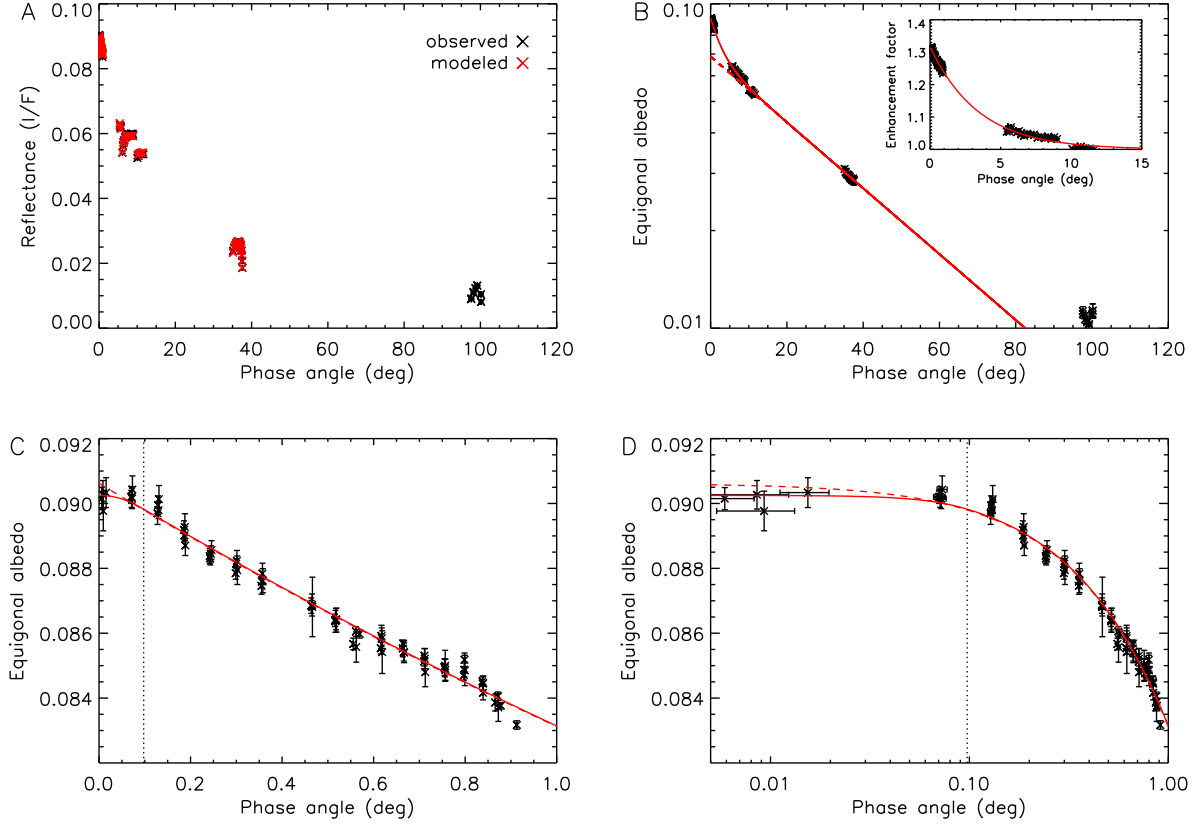 A
0.10
0.08
0.06
0.04
0.02
0.00
Reflectance (I/F)
observed
modeled
0 20 40 60 80 100 120
Phase angle (deg)
B
0.10
0.01
Equigonal albedo
0 20 40 60 80 100 120
Phase angle (deg)
1.4
1.3
1.2
1.1
1.0
Enhancement factor
0 5 10 15
Phase angle (deg)
C
0.092
0.090
0.088
0.086
0.084
Equigonal albedo
0.0 0.2 0.4 0.6 0.8 1.0
Phase angle (deg)
D
0.092
0.090
0.088
0.086
0.084
Equigonal albedo
0.01 0.10 1.00
Phase angle (deg)